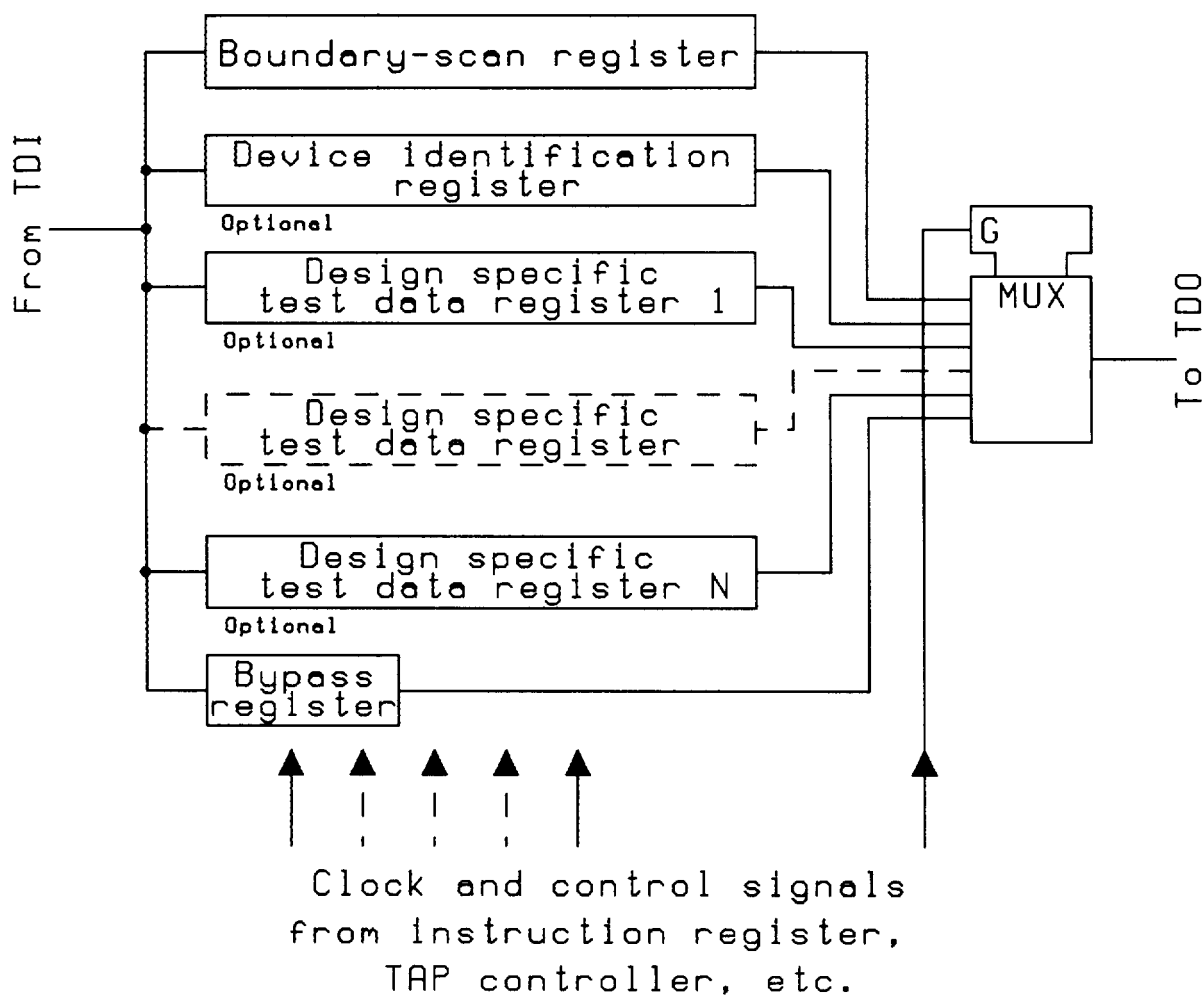 Boundary-scan register
From TDI
Device identification
register
Optional
G
Design specific
test data register 1
Optional
MUX
To TDO
Design specific
test data register
Optional
Design specific
test data register N
Optional
Bypass
register
Clock and control signals
from instruction register,
TAP controller, etc.